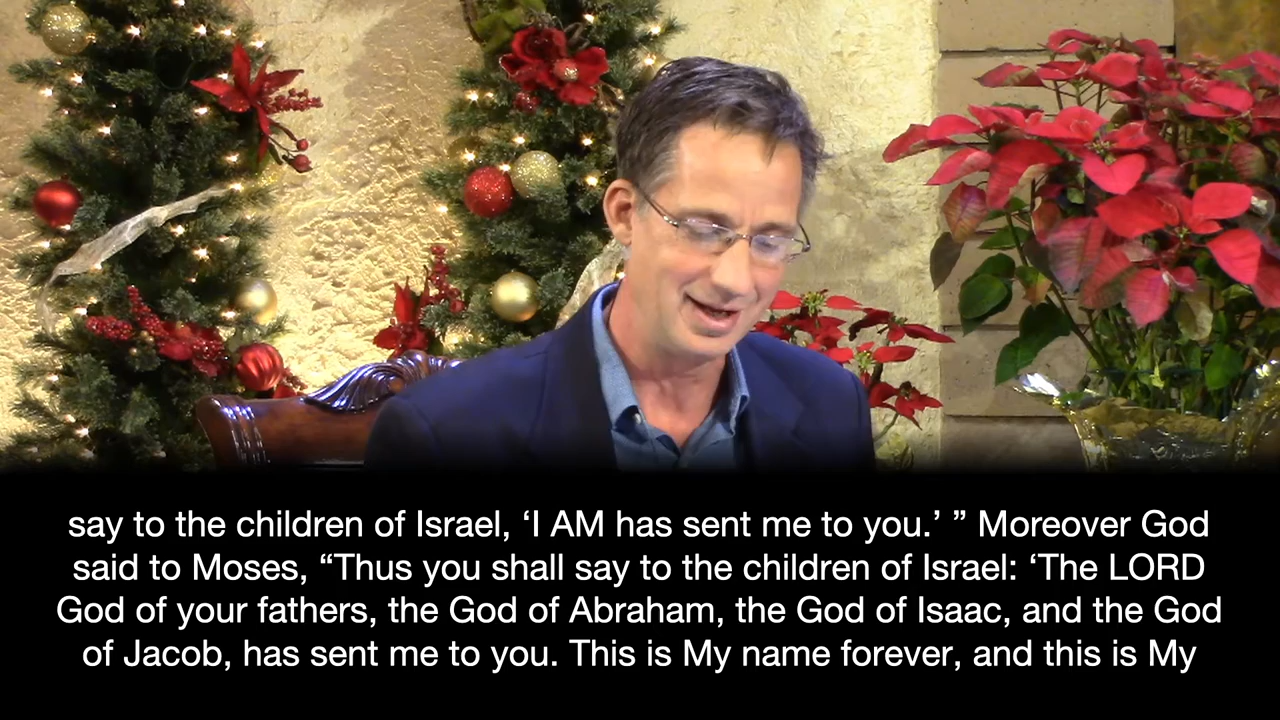 say to the children of Israel, ‘I AM has sent me to you.’ ” Moreover God
said to Moses, “Thus you shall say to the children of Israel: ‘The LORD
God of your fathers, the God of Abraham, the God of Isaac, and the God
of Jacob, has sent me to you. This is My name forever, and this is My